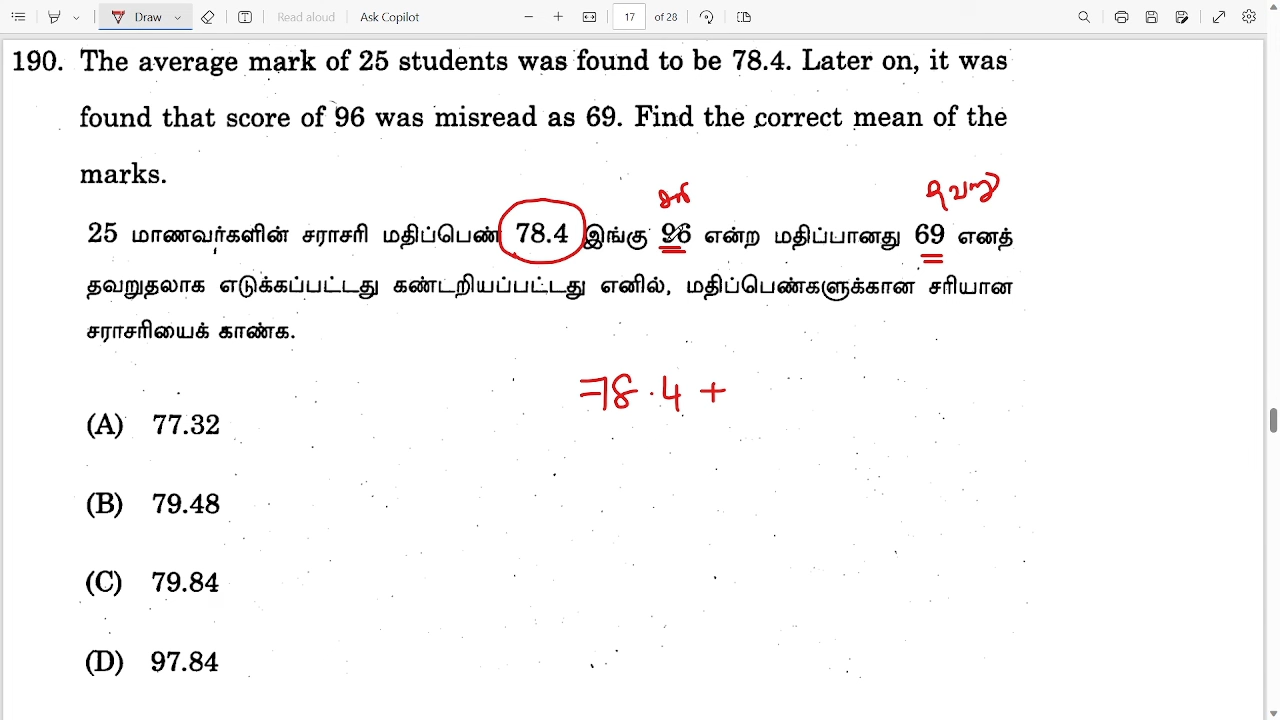 Draw
Read aloud
Ask Copilot
17 of 28
190. The average mark of 25 students was found to be 78.4. Later on, it was
found that score of 96 was misread as 69. Find the correct mean of the
marks.
சரி
தவறு
25 மாணவர்களின் சராசரி மதிப்பெண் 78.4 இங்கு 96 என்ற மதிப்பானது 69 எனத்
தவறுதலாக எடுக்கப்பட்டது கண்டறியப்பட்டது எனில், மதிப்பெண்களுக்கான சரியான
சராசரியைக் காண்க.
=78.4 +
(A) 77.32
(B) 79.48
(C) 79.84
(D) 97.84